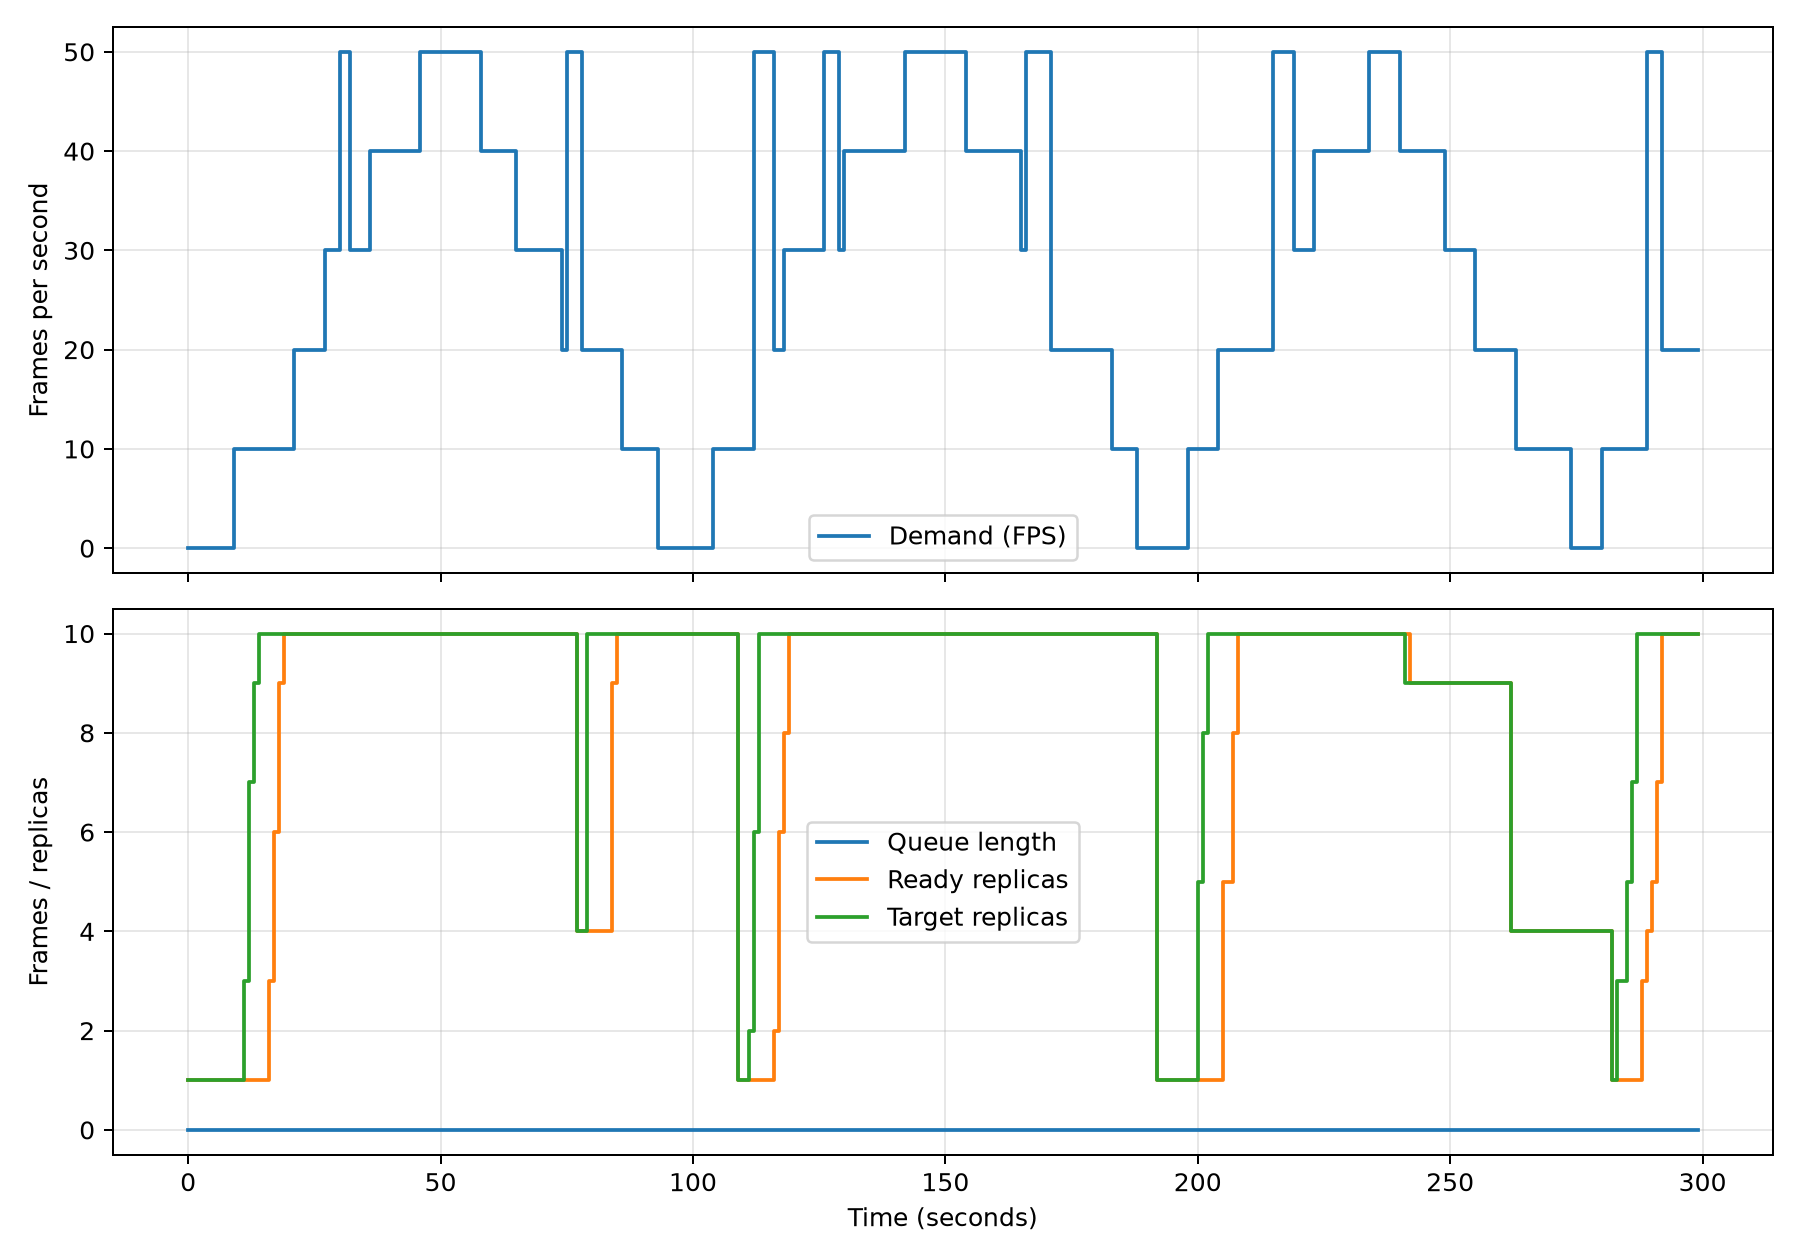 Frames per second
50
40
30
20
10
0
Demand (FPS)
Frames / replicas
10
8
6
4
2
0
Queue length
Ready replicas
Target replicas
0 50 100 150 200 250 300
Time (seconds)